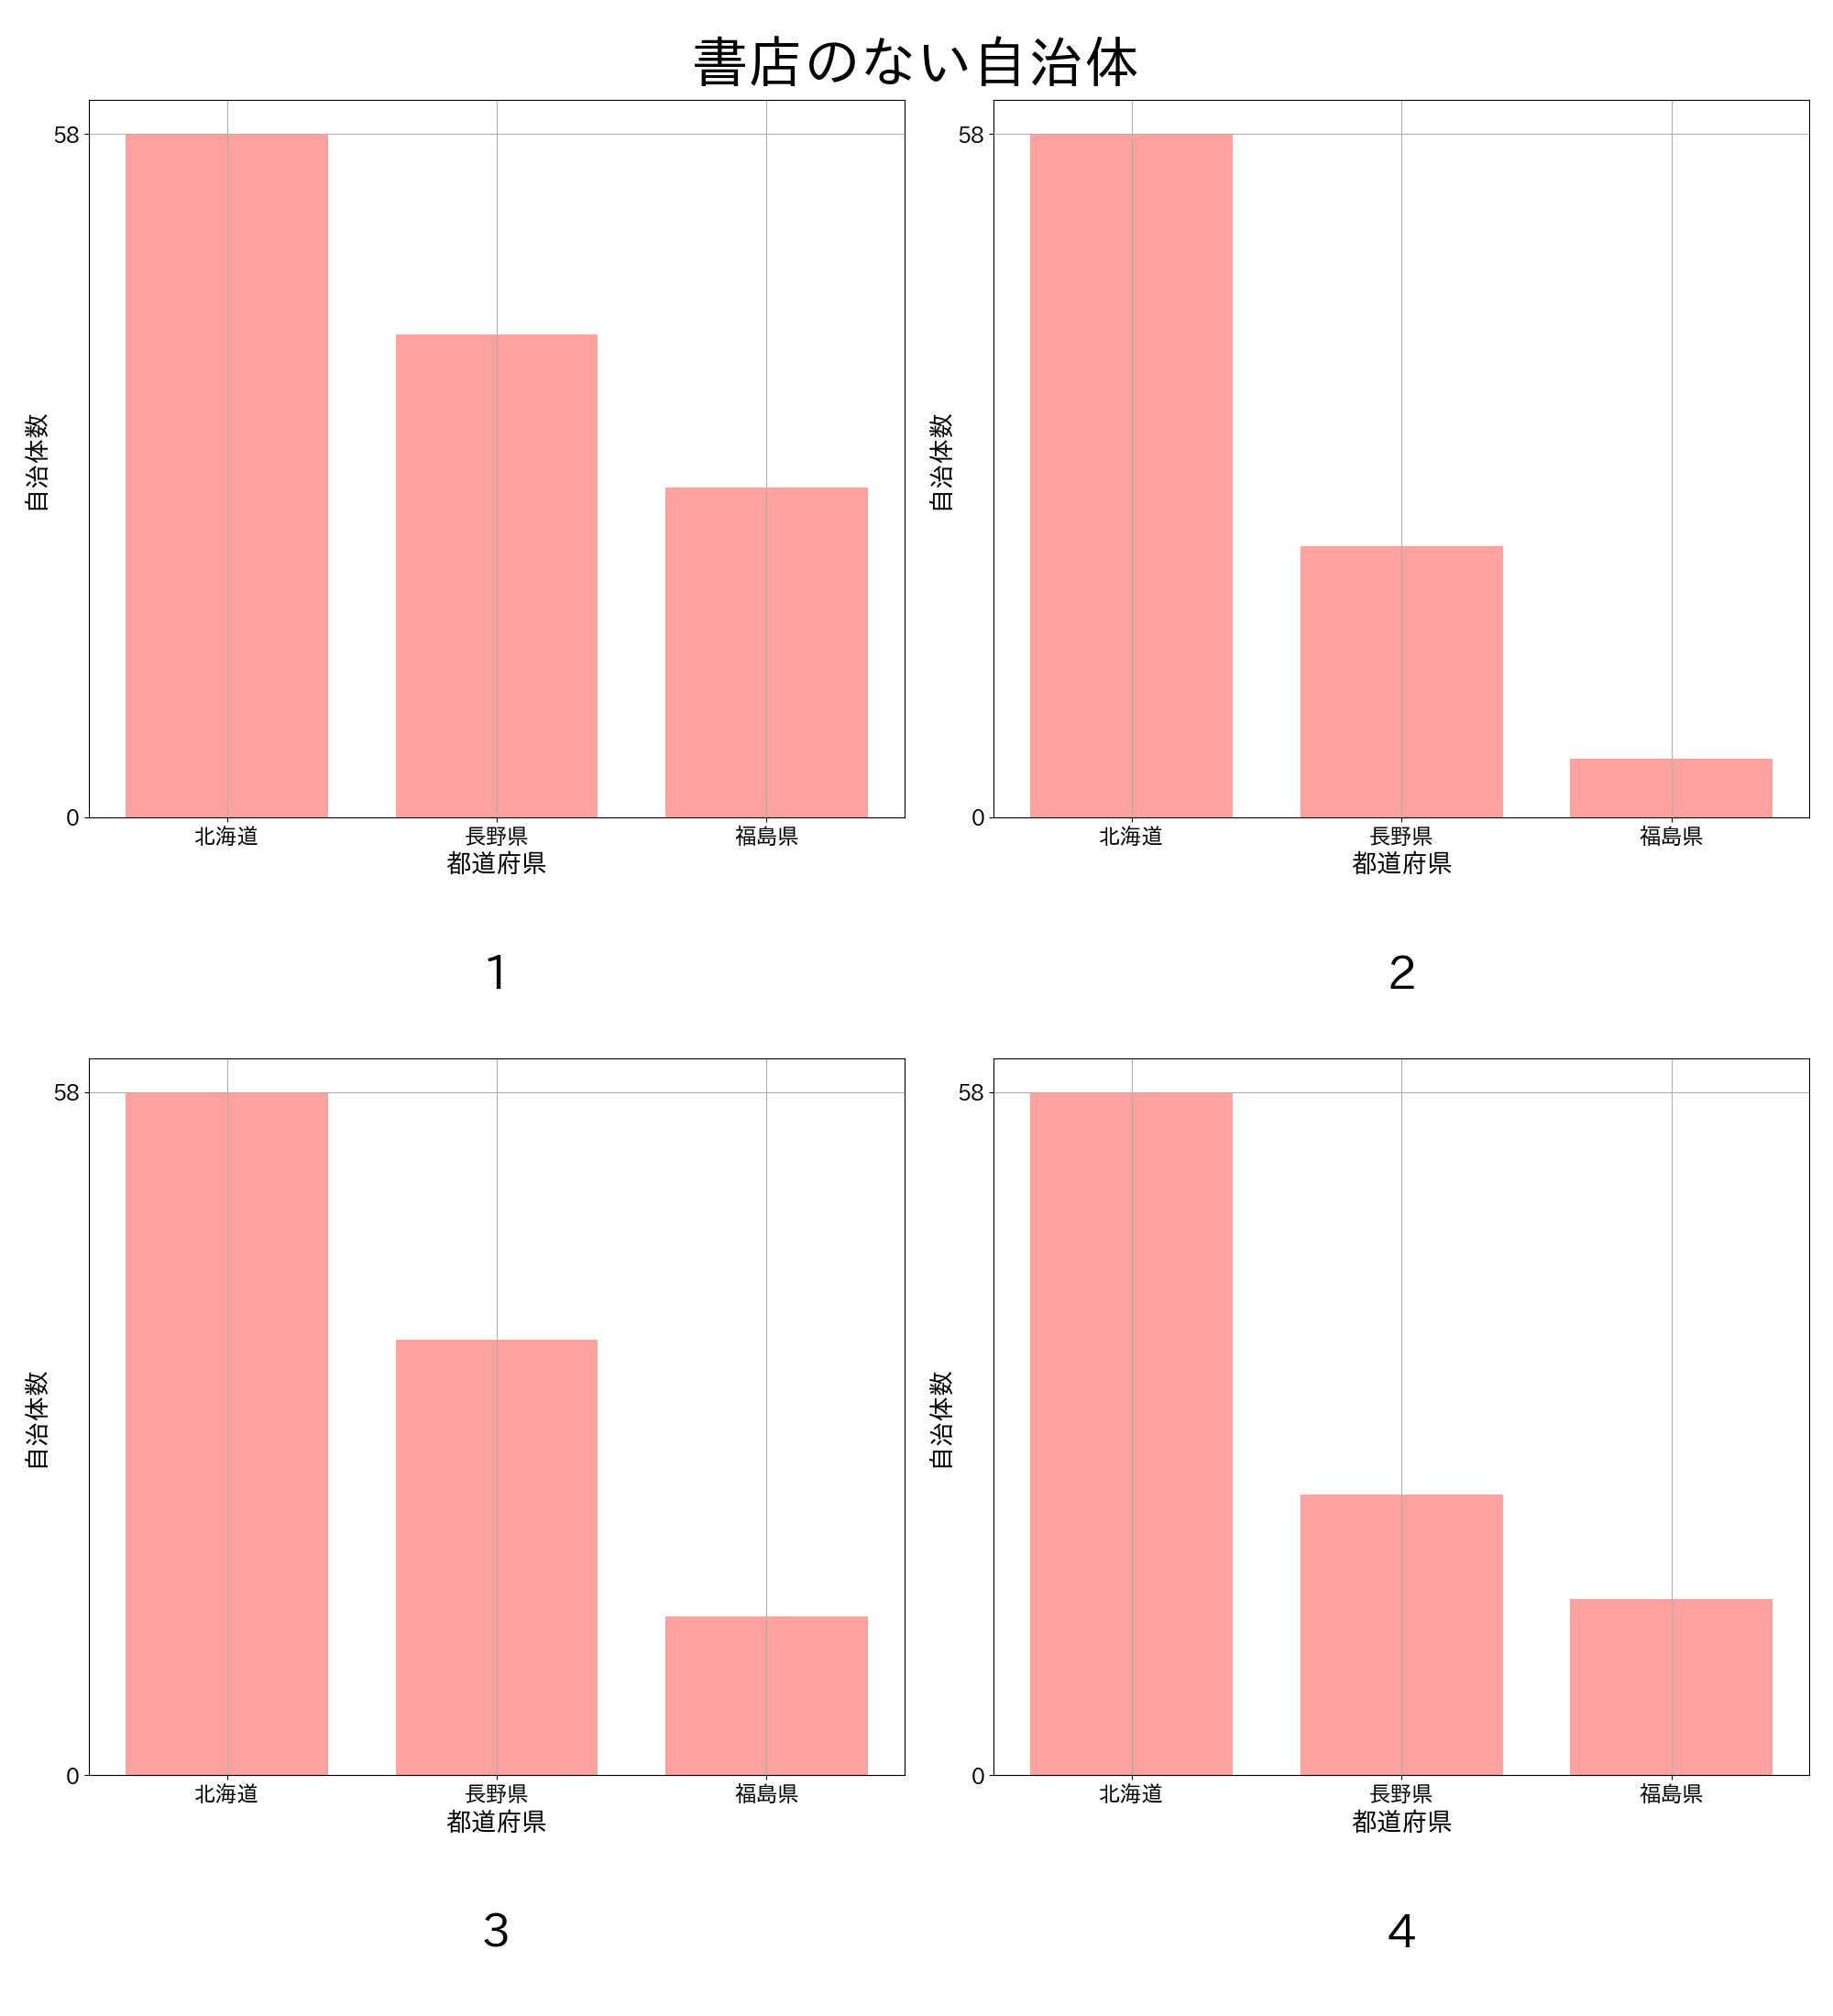 書店のない自治体
58
0
自治体数
北海道 長野県 福島県
都道府県
1
58
0
自治体数
北海道 長野県 福島県
都道府県
2
58
0
自治体数
北海道 長野県 福島県
都道府県
3
58
0
自治体数
北海道 長野県 福島県
都道府県
4